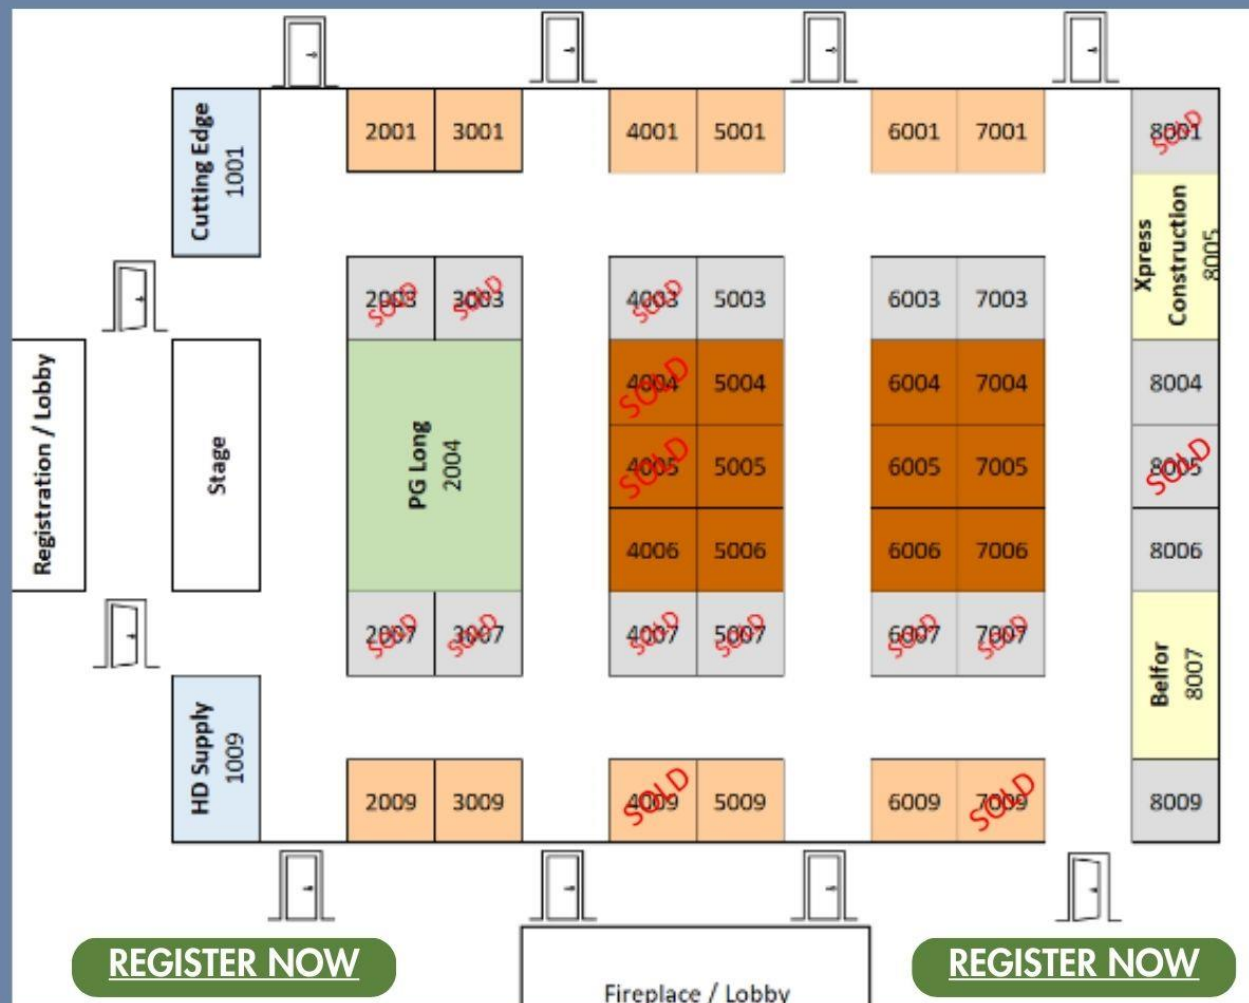 Cutting Edge
1001
2001 3001 4001 5001 6001 7001 8001 SOLD
Xpress
Construction
8005
2003 SOLD 3003 SOLD 4003 SOLD 5003 6003 7003
Registration / Lobby
Stage
PG Long
2004
4004 SOLD 5004 6004 7004 8004
4005 SOLD 5005 6005 7005 8005 SOLD
4006 5006 6006 7006 8006
2007 SOLD 3007 SOLD 4007 SOLD 5007 SOLD 6007 SOLD 7007 SOLD
Belfor
8007
HD Supply
1009
2009 3009 4009 SOLD 5009 6009 7009 SOLD 8009
REGISTER NOW
REGISTER NOW
Fireplace / Lobby